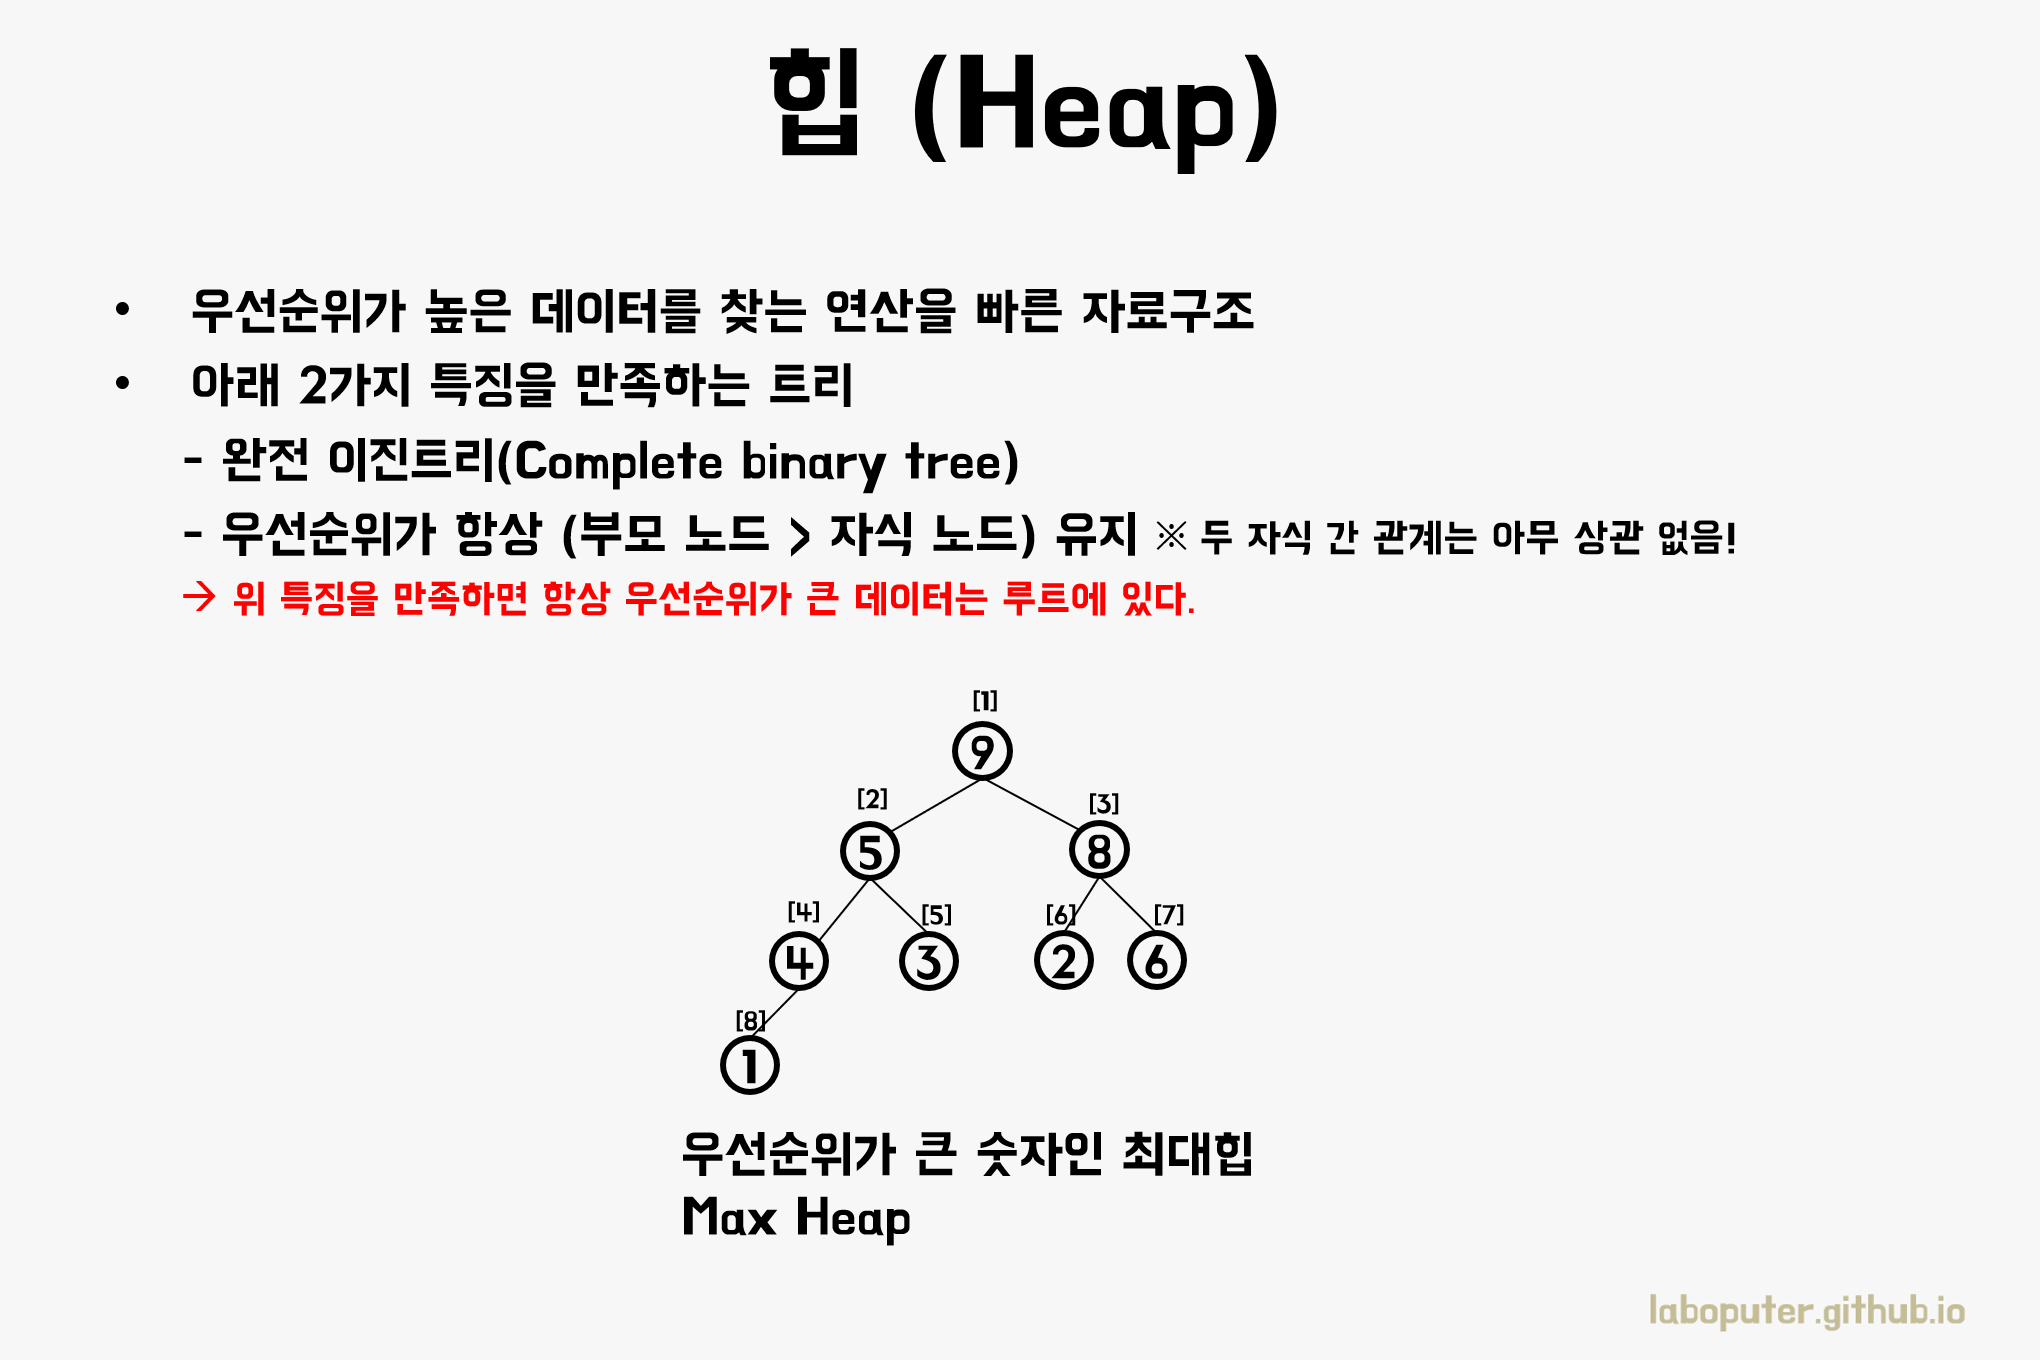 힙 (Heap)
• 우선순위가 높은 데이터를 찾는 연산을 빠른 자료구조
• 아래 2가지 특징을 만족하는 트리
- 완전 이진트리(Complete binary tree)
- 우선순위가 항상 (부모 노드 > 자식 노드) 유지 ※ 두 자식 간 관계는 아무 상관 없음!
→ 위 특징을 만족하면 항상 우선순위가 큰 데이터는 루트에 있다.
[1]
9
[2] [3]
5 8
[4] [5] [6] [7]
4 3 2 6
[8]
1
우선순위가 큰 숫자인 최대힙
Max Heap
laboputer.github.io